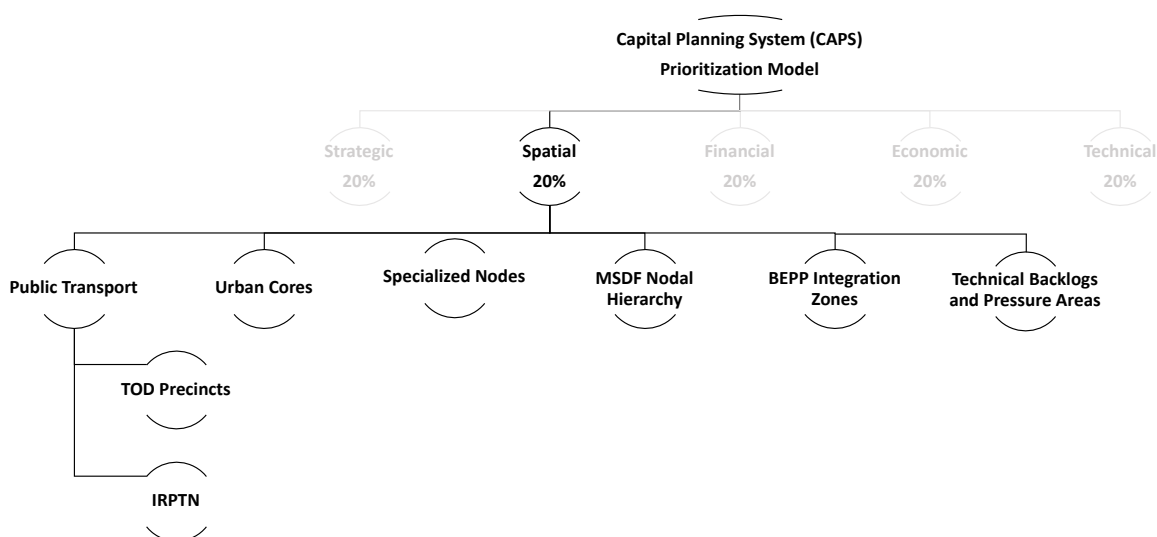 Capital Planning System (CAPS)
Prioritization Model
Strategic
20%
Spatial
20%
Financial
20%
Economic
20%
Technical
20%
Public Transport
Urban Cores
Specialized Nodes
MSDF Nodal
Hierarchy
BEPP Integration
Zones
Technical Backlogs
and Pressure Areas
TOD Precincts
IRPTN